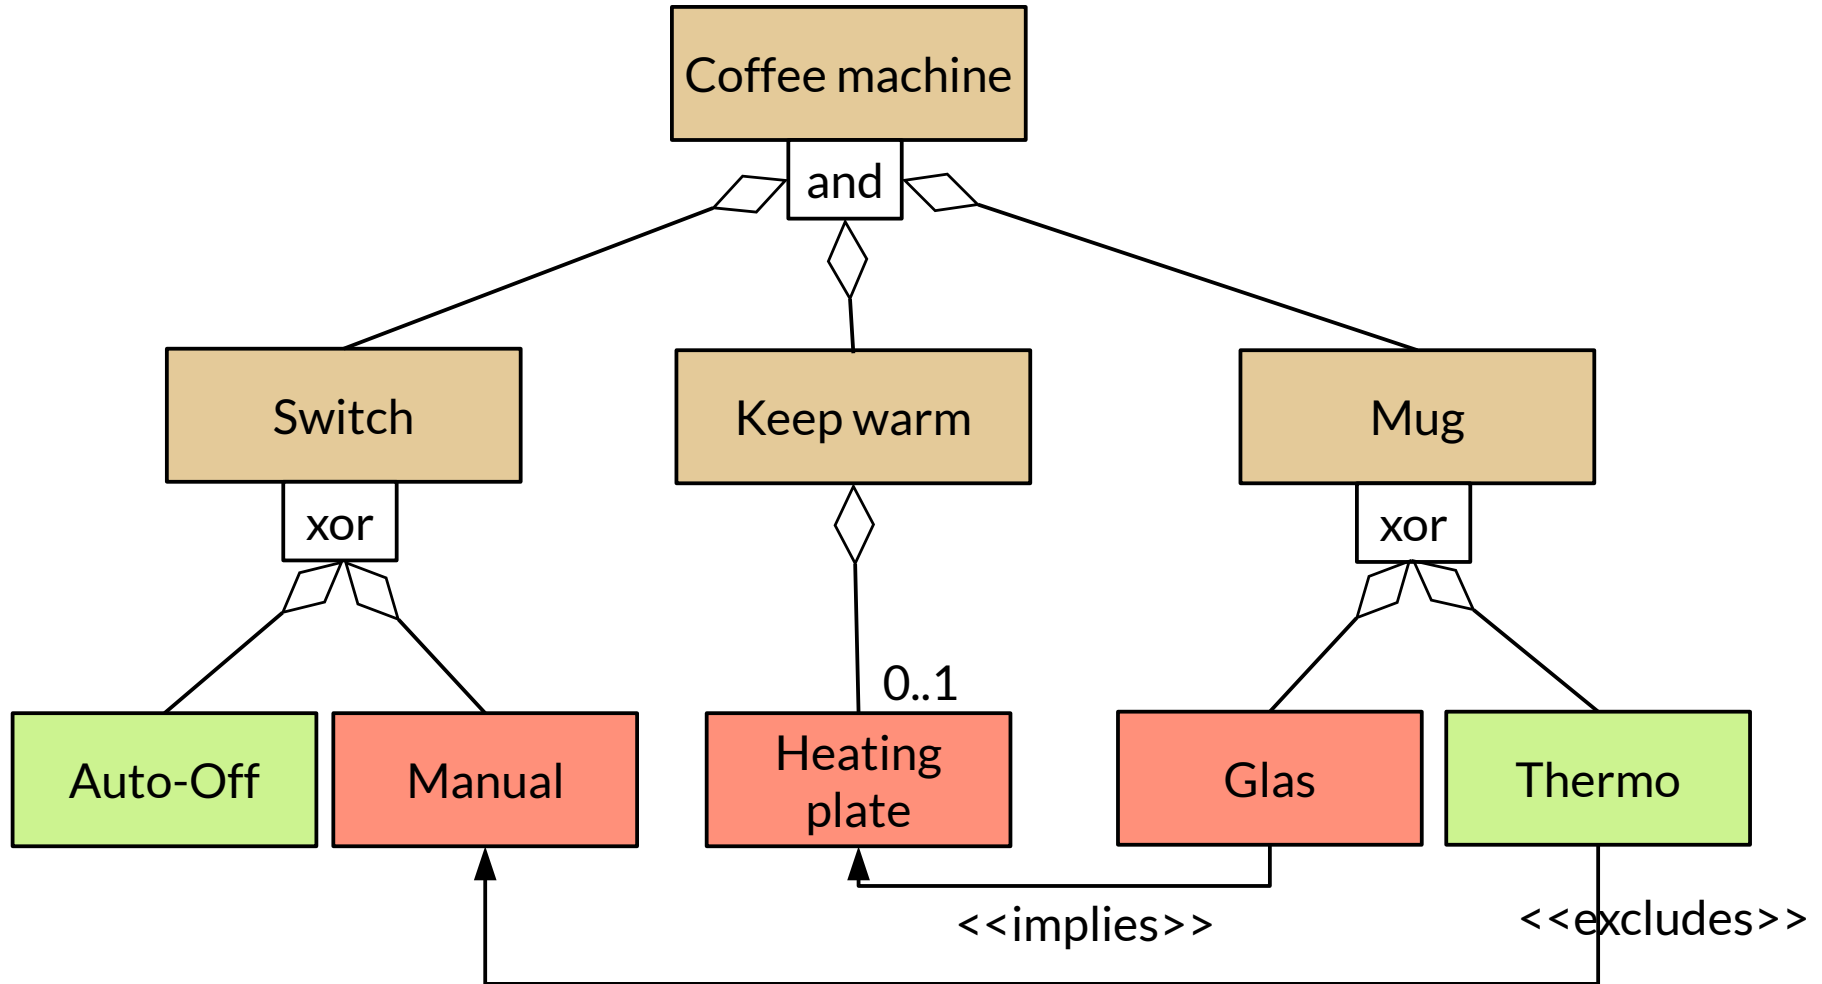 Coffee machine
and
Switch
Keep warm
Mug
xor
xor
0..1
Auto-Off
Manual
Heating
plate
Glas
Thermo
<<implies>>
<<excludes>>